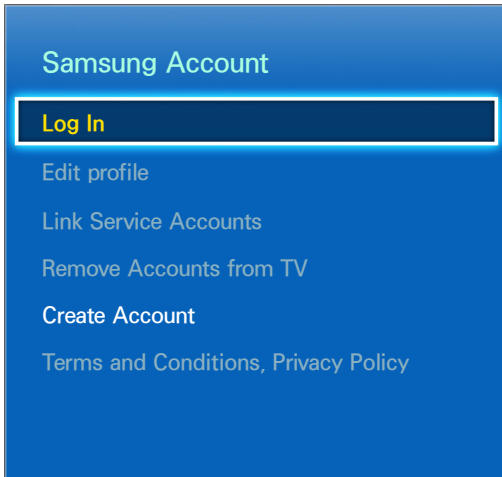 Samsung Account
Log In
Edit profile
Link Service Accounts
Remove Accounts from TV
Create Account
Terms and Conditions, Privacy Policy